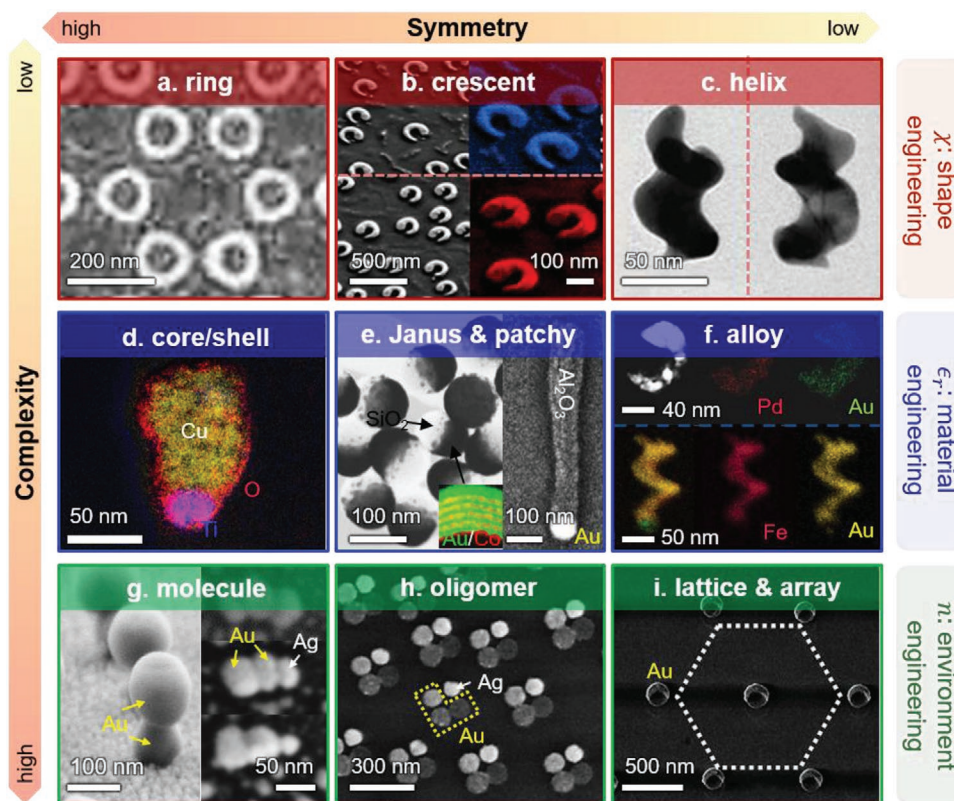 high Symmetry low
low
Complexity
high
a. ring
200 nm
b. crescent
500 nm
100 nm
c. helix
50 nm
χ: shape
engineering
d. core/shell
Cu
O
Ti
50 nm
e. Janus & patchy
SiO₂
Al₂O₃
100 nm
Au/Co
100 nm
Au
f. alloy
40 nm
Pd
Au
50 nm
Fe
Au
ϵᵣ: material
engineering
g. molecule
Au
Au
Ag
100 nm
50 nm
h. oligomer
Ag
Au
300 nm
i. lattice & array
Au
500 nm
n: environment
engineering